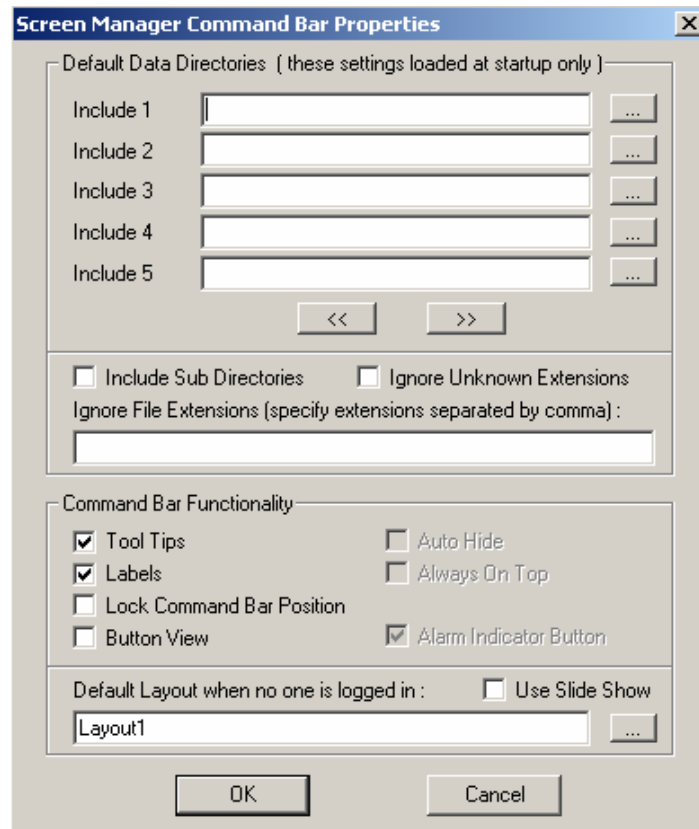 Screen Manager Command Bar Properties
Default Data Directories ( these settings loaded at startup only )
Include 1 ...
Include 2 ...
Include 3 ...
Include 4 ...
Include 5 ...
<< >>
Include Sub Directories Ignore Unknown Extensions
Ignore File Extensions (specify extensions separated by comma) :
Command Bar Functionality
Tool Tips Auto Hide
Labels Always On Top
Lock Command Bar Position
Button View Alarm Indicator Button
Default Layout when no one is logged in : Use Slide Show
Layout1 ...
OK Cancel